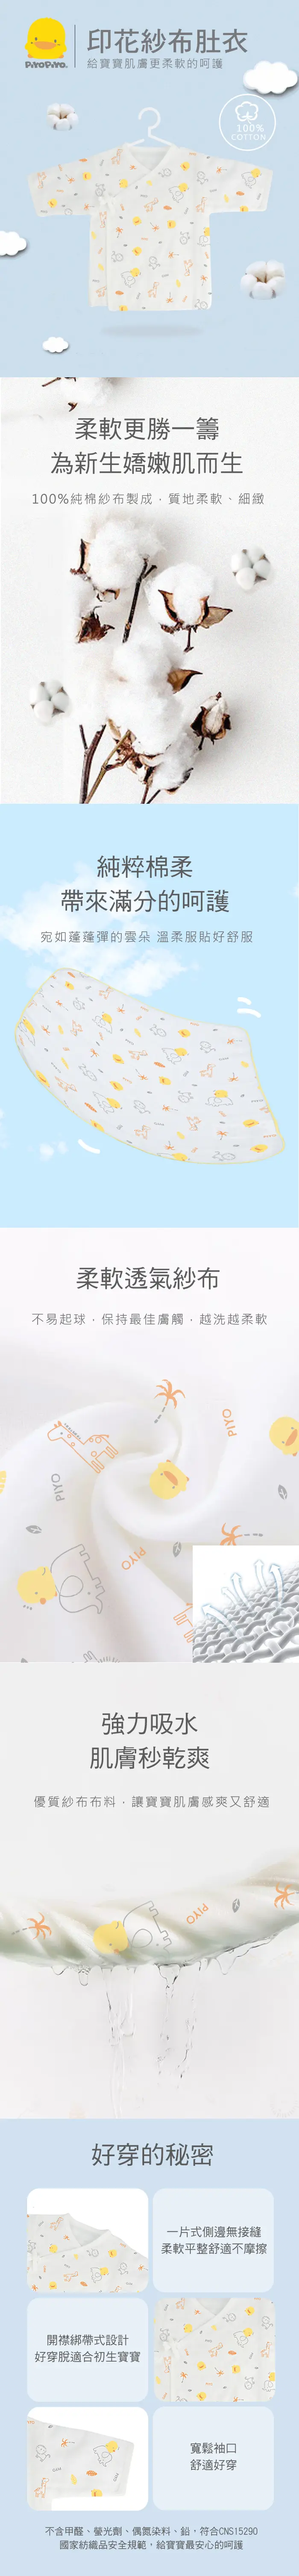 PiYOPiYO®
印花紗布肚衣
給寶寶肌膚更柔軟的呵護
100%
COTTON
柔軟更勝一籌
為新生嬌嫩肌而生
100%純棉紗布製成，質地柔軟、細緻
純粹棉柔
帶來滿分的呵護
宛如蓬蓬彈的雲朵 溫柔服貼好舒服
柔軟透氣紗布
不易起球，保持最佳膚觸，越洗越柔軟
PIYO
PIYO
PIYO
強力吸水
肌膚秒乾爽
優質紗布布料，讓寶寶肌膚感爽又舒適
PIYO
好穿的秘密
一片式側邊無接縫
柔軟平整舒適不摩擦
開襟綁帶式設計
好穿脫適合初生寶寶
寬鬆袖口
舒適好穿
不含甲醛、螢光劑、偶氮染料、鉛，符合CNS15290
國家紡織品安全規範，給寶寶最安心的呵護